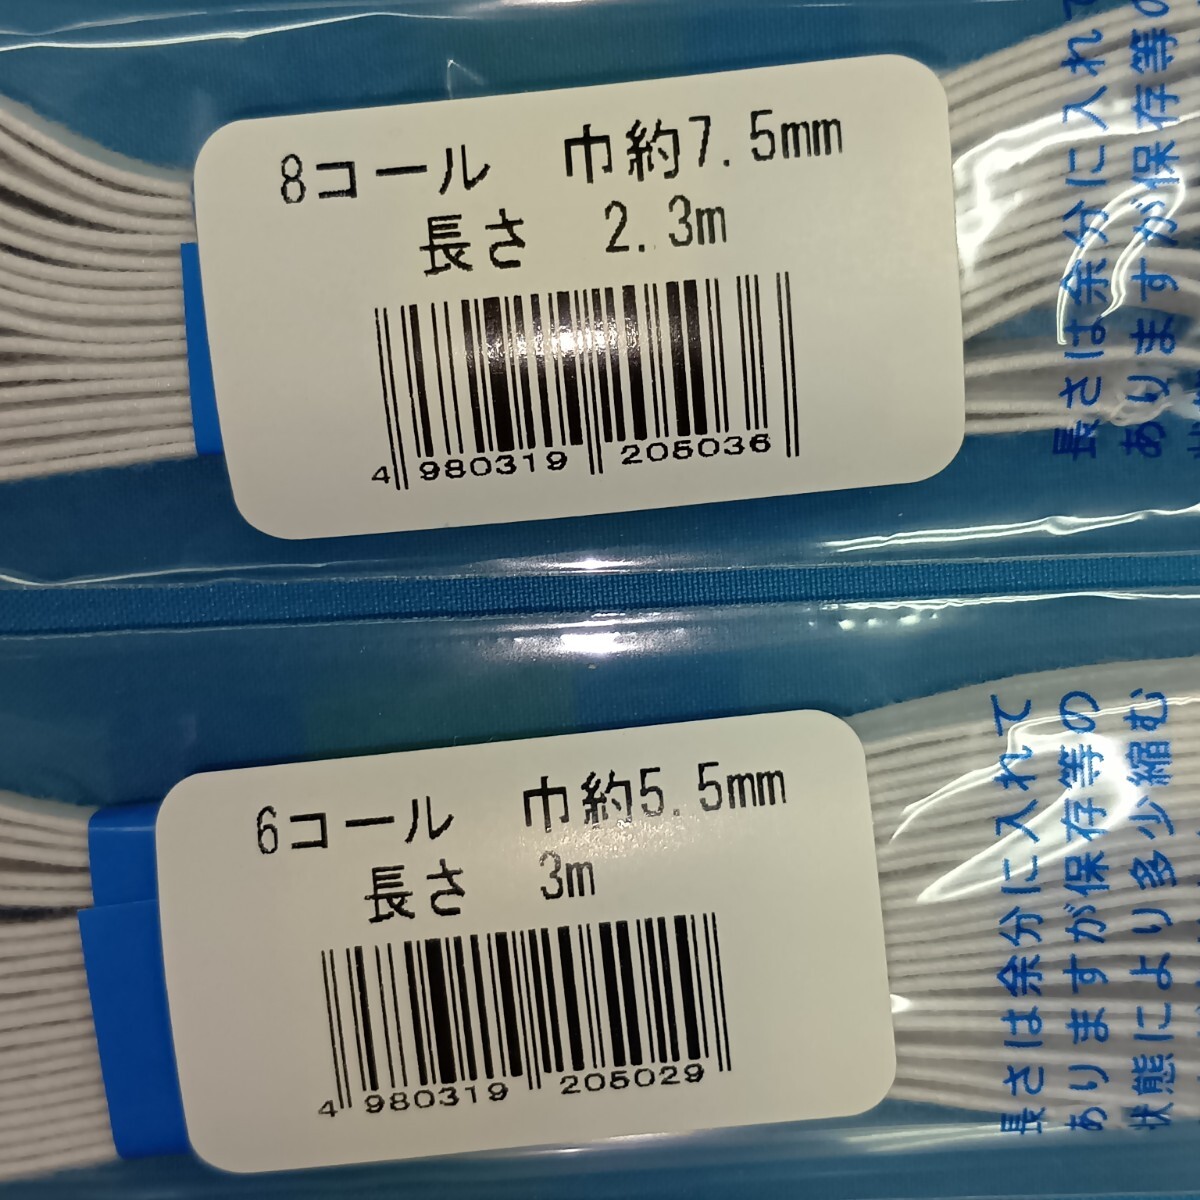 8コール 巾約7.5mm
長さ 2.3m
4 980319 205036
長さは余分に入れて
ありますが保存等の
6コール 巾約5.5mm
長さ 3m
4 980319 205029
長さは余分に入れて
ありますが保存等の
状態により多少縮む